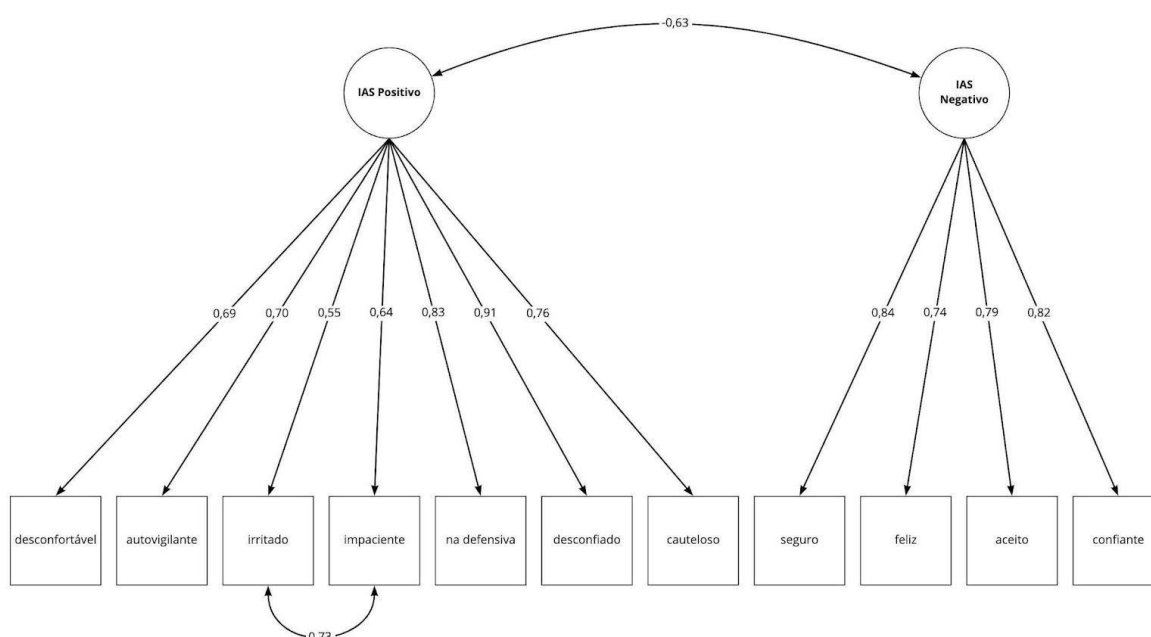 -0,63
IAS Positivo
IAS
Negativo
0,69
0,70
0,55
0,64
0,83
0,91
0,76
0,84
0,74
0,79
0,82
desconfortável
autovigilante
irritado
impaciente
na defensiva
desconfiado
cauteloso
seguro
feliz
aceito
confiante
0,73